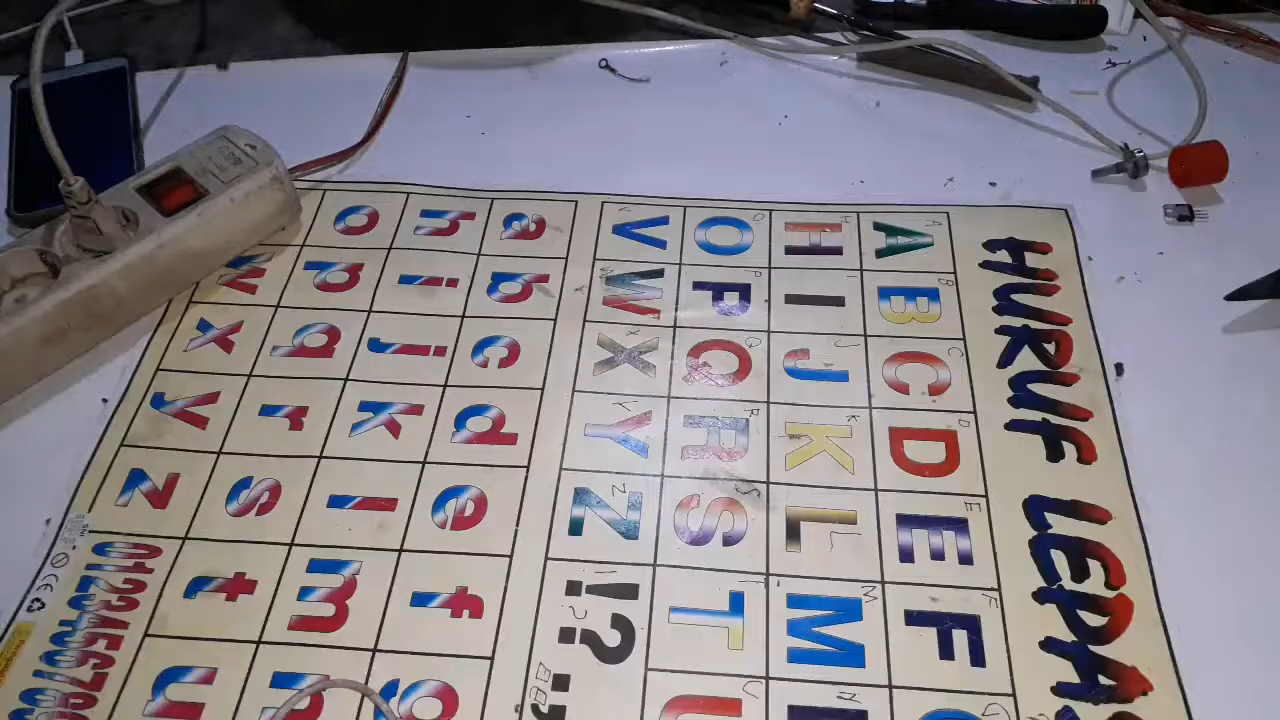 HURUF LEPAS
A B C D E F G
H I J K L M N
O P Q R S T U
V W X Y Z ! ?
a b c d e f g
h i j k l m n
o p q r s t u
w x y z
0123456789